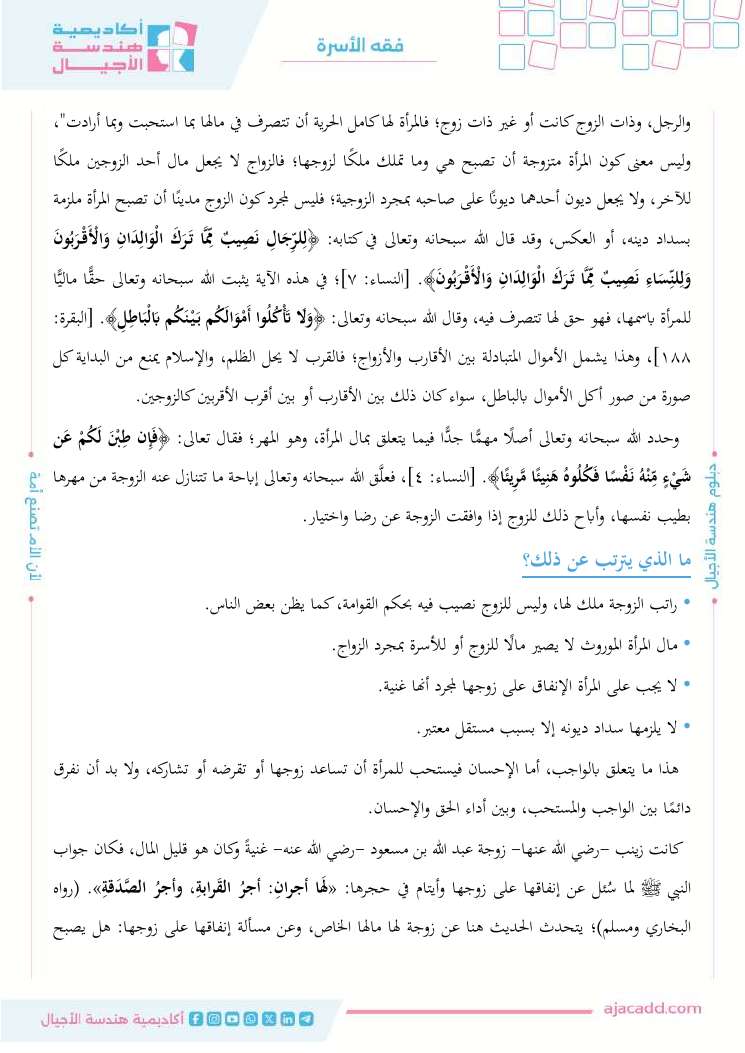 أكاديمية
هندسة
الأجيال
فقه الأسرة
والرجل، وذات الزوج كانت أو غير ذات زوج؛ فالمرأة لها كامل الحرية أن تتصرف في مالها بما استحبت وبما أرادت"،
وليس معنى كون المرأة متزوجة أن تصبح هي وما تملك ملكًا لزوجها؛ فالزواج لا يجعل مال أحد الزوجين ملكًا
للآخر، ولا يجعل ديون أحدهما ديونًا على صاحبه بمجرد الزوجية؛ فليس لمجرد كون الزوج مدينًا أن تصبح المرأة ملزمة
بسداد دينه، أو العكس، وقد قال الله سبحانه وتعالى في كتابه: ﴿لِلرِّجَالِ نَصِيبٌ مِّمَّا تَرَكَ الْوَالِدَانِ وَالْأَقْرَبُونَ
وَلِلنِّسَاءِ نَصِيبٌ مِّمَّا تَرَكَ الْوَالِدَانِ وَالْأَقْرَبُونَ﴾. [النساء: ٧]؛ في هذه الآية يثبت الله سبحانه وتعالى حقًّا ماليًّا
للمرأة باسمها، فهو حق لها تتصرف فيه، وقال الله سبحانه وتعالى: ﴿وَلَا تَأْكُلُوا أَمْوَالَكُم بَيْنَكُم بِالْبَاطِلِ﴾. [البقرة:
١٨٨]، وهذا يشمل الأموال المتبادلة بين الأقارب والأزواج؛ فالقرب لا يحل الظلم، والإسلام يمنع من البداية كل
صورة من صور أكل الأموال بالباطل، سواء كان ذلك بين الأقارب أو بين أقرب الأقربين كالزوجين.
وحدد الله سبحانه وتعالى أصلًا مهمًّا جدًّا فيما يتعلق بمال المرأة، وهو المهر؛ فقال تعالى: ﴿فَإِن طِبْنَ لَكُمْ عَن
شَيْءٍ مِّنْهُ نَفْسًا فَكُلُوهُ هَنِيئًا مَّرِيئًا﴾. [النساء: ٤]، فعلَّق الله سبحانه وتعالى إباحة ما تتنازل عنه الزوجة من مهرها
بطيب نفسها، وأباح ذلك للزوج إذا وافقت الزوجة عن رضا واختيار.
ما الذي يترتب عن ذلك؟
• راتب الزوجة ملك لها، وليس للزوج نصيب فيه بحكم القوامة، كما يظن بعض الناس.
• مال المرأة الموروث لا يصير مالًا للزوج أو للأسرة بمجرد الزواج.
• لا يجب على المرأة الإنفاق على زوجها لمجرد أنها غنية.
• لا يلزمها سداد ديونه إلا بسبب مستقل معتبر.
هذا ما يتعلق بالواجب، أما الإحسان فيستحب للمرأة أن تساعد زوجها أو تقرضه أو تشاركه، ولا بد أن نفرق
دائمًا بين الواجب والمستحب، وبين أداء الحق والإحسان.
كانت زينب –رضي الله عنها– زوجة عبد الله بن مسعود –رضي الله عنه– غنيةً وكان هو قليل المال، فكان جواب
النبي ﷺ لما سُئل عن إنفاقها على زوجها وأيتام في حجرها: «لَها أجرانِ: أجرُ القَرابةِ، وأجرُ الصَّدَقةِ». (رواه
البخاري ومسلم)؛ يتحدث الحديث هنا عن زوجة لها مالها الخاص، وعن مسألة إنفاقها على زوجها: هل يصبح
دبلوم هندسة الأجيال
لأن الأم تصنع أمة
أكاديمية هندسة الأجيال
ajacadd.com